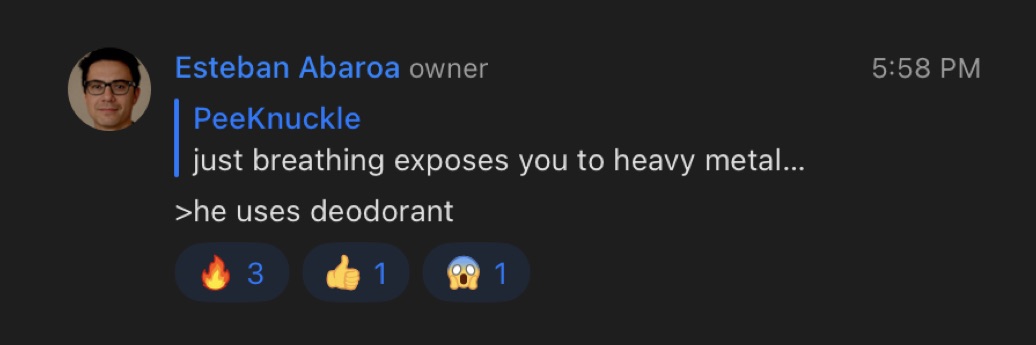 Esteban Abaroa owner 5:58 PM
PeeKnuckle
just breathing exposes you to heavy metal...
>he uses deodorant
🔥 3 👍 1 😱 1